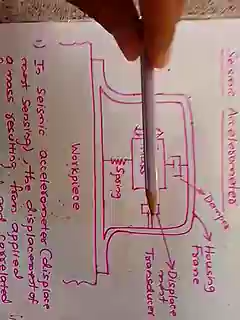 Seismic Accelerometer
Damper
Housing
Frame
Displace
ment
Transducer
Mass
Spring
Workpiece
1) In Seismic accelerometer (displace
ment sensing), the displacement of
a mass resulting from applied
and correlated